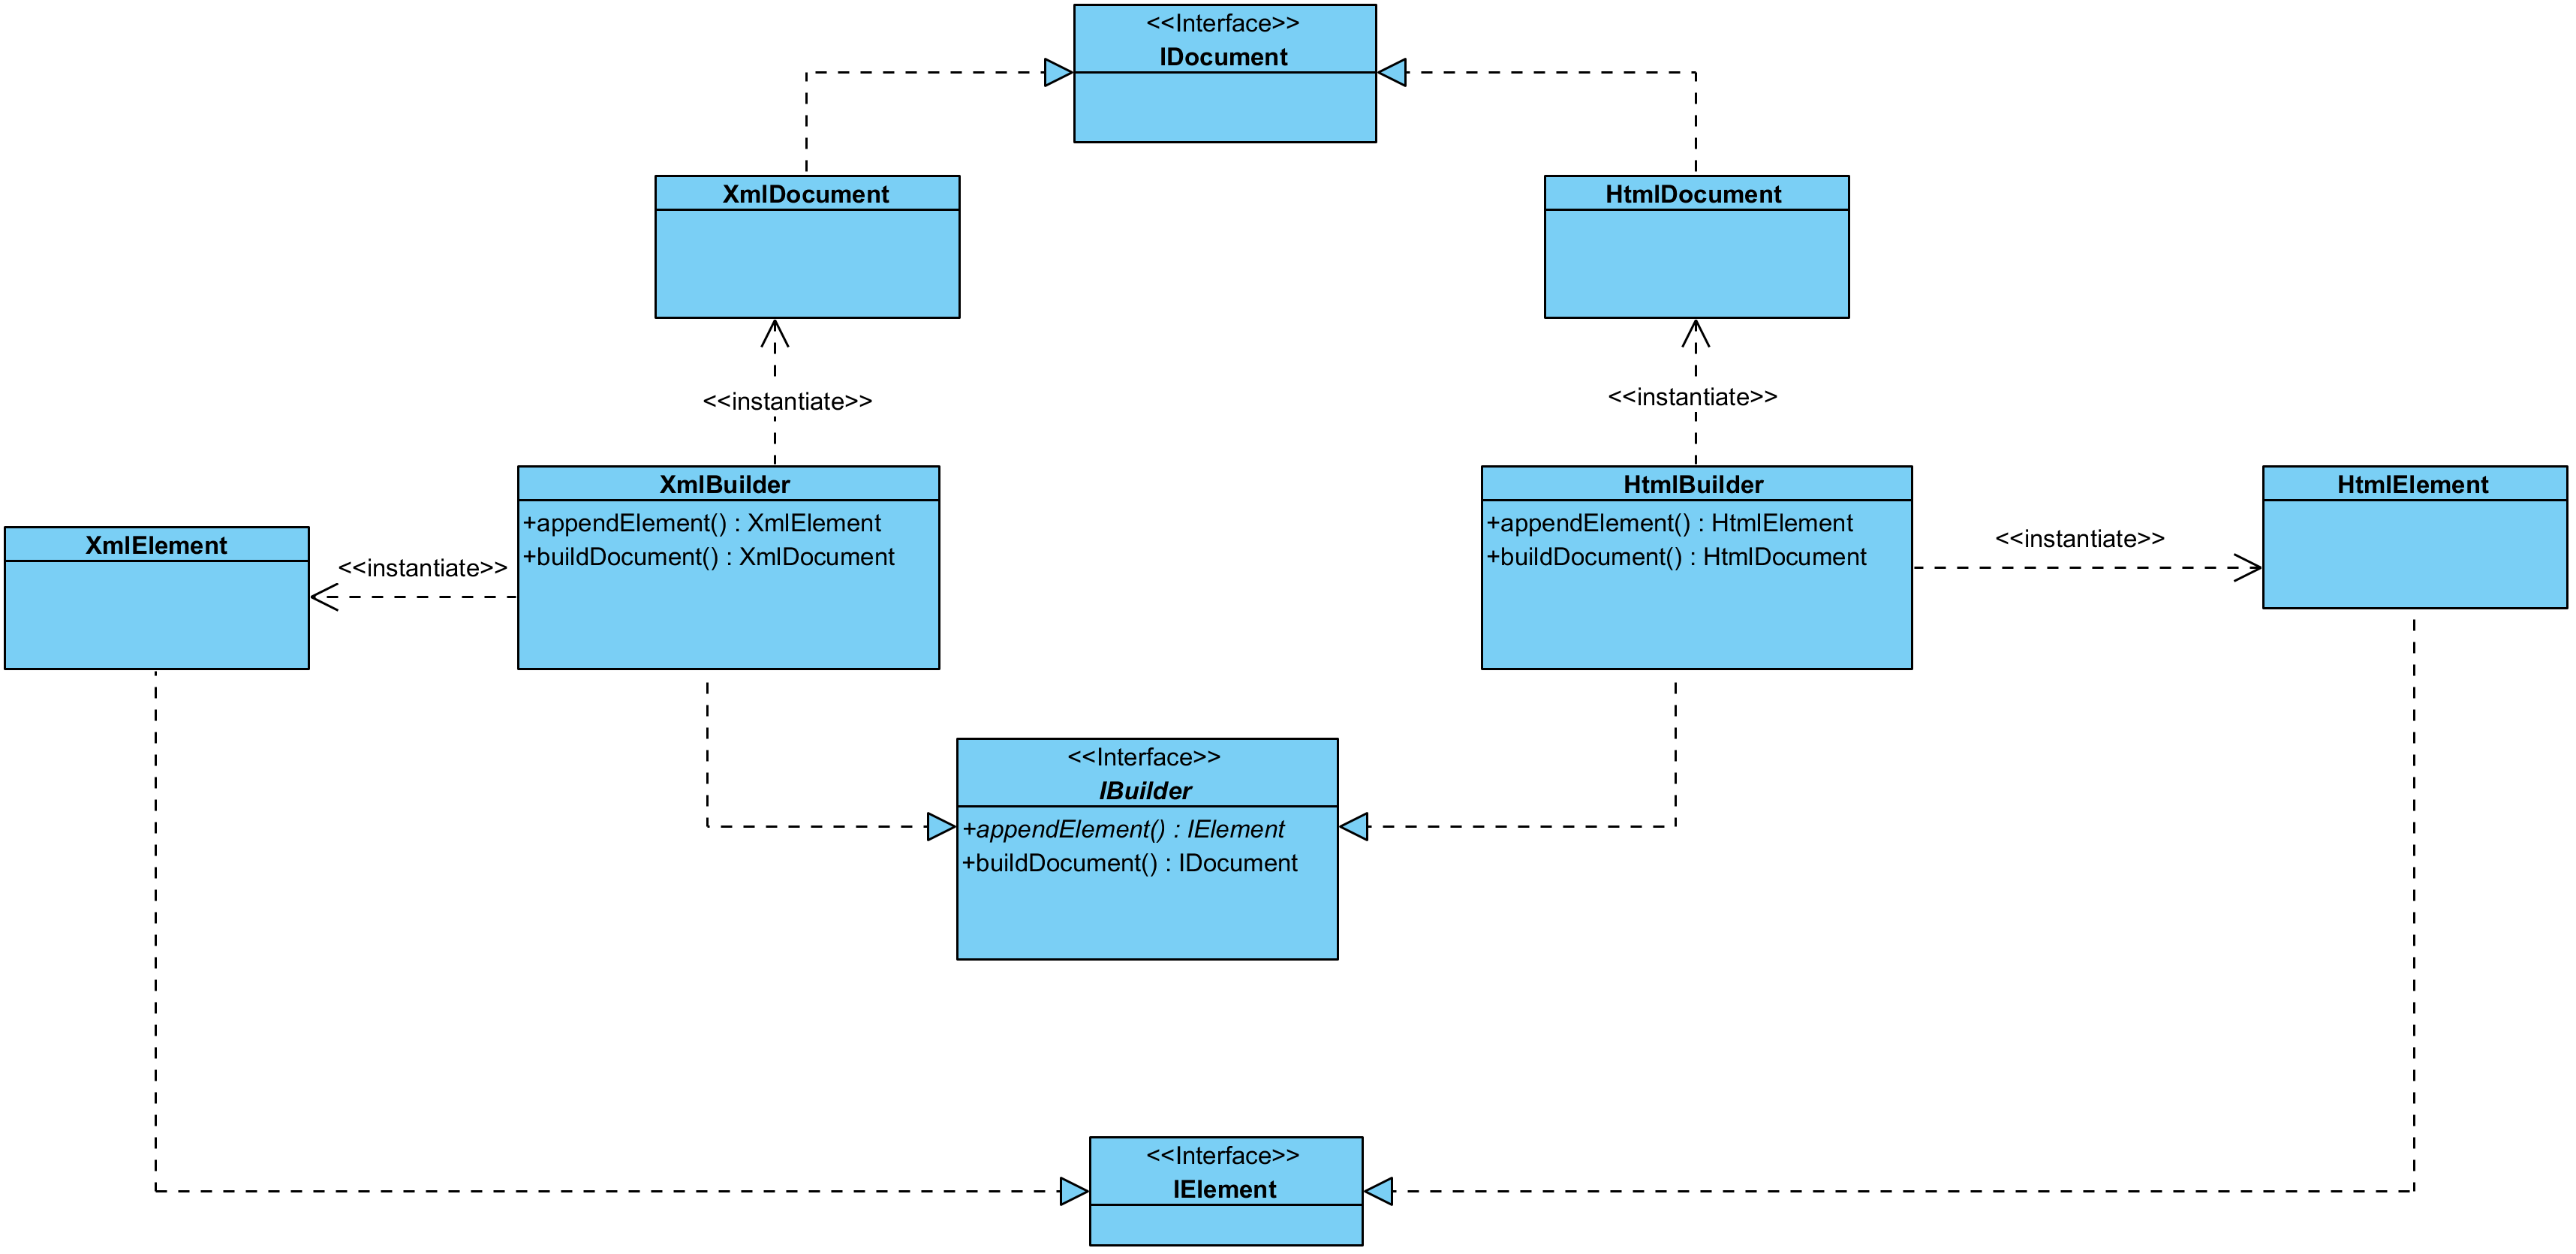 <<Interface>>
IDocument
XmlDocument
HtmlDocument
<<instantiate>>
<<instantiate>>
XmlBuilder
+appendElement() : XmlElement
+buildDocument() : XmlDocument
HtmlBuilder
+appendElement() : HtmlElement
+buildDocument() : HtmlDocument
HtmlElement
<<instantiate>>
XmlElement
<<instantiate>>
<<Interface>>
IBuilder
+appendElement() : IElement
+buildDocument() : IDocument
<<Interface>>
IElement